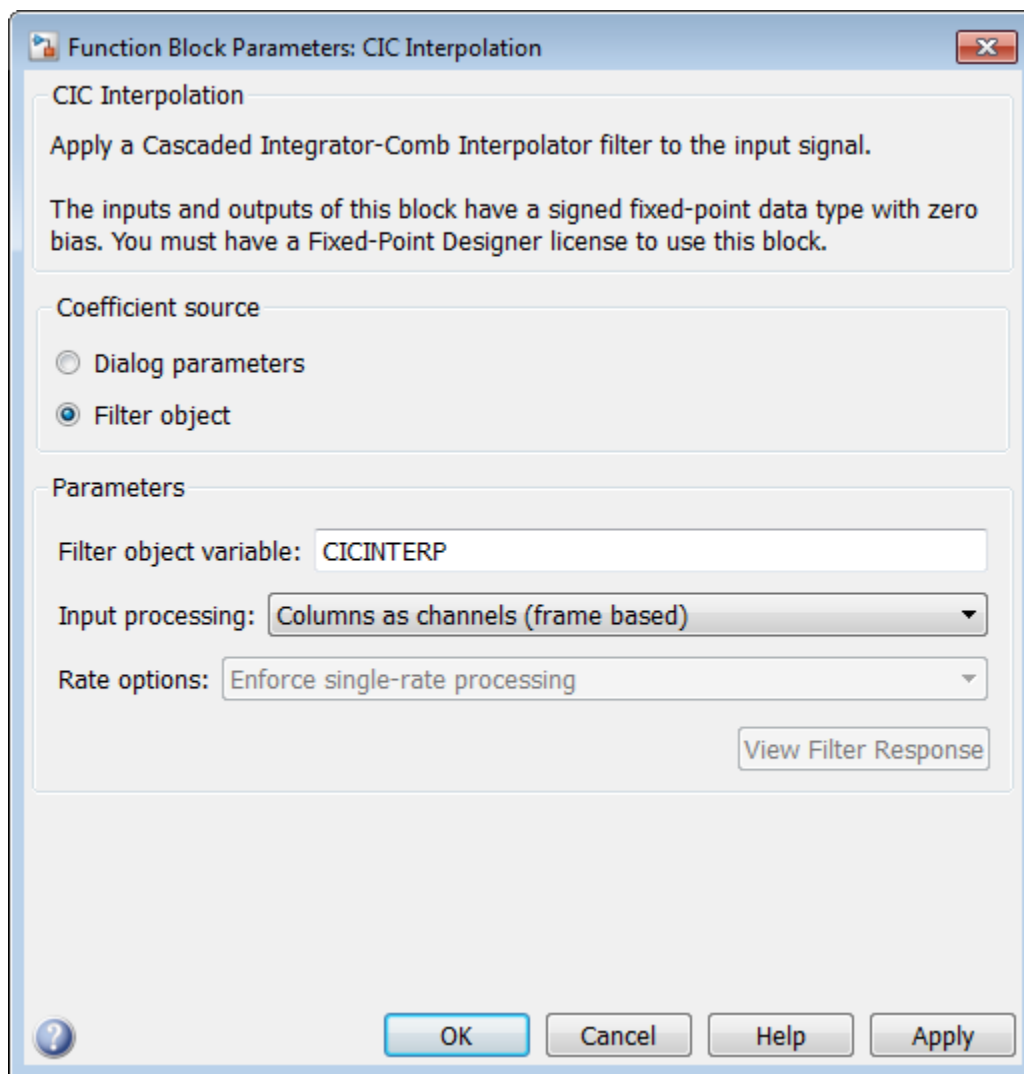 Function Block Parameters: CIC Interpolation
CIC Interpolation
Apply a Cascaded Integrator-Comb Interpolator filter to the input signal.
The inputs and outputs of this block have a signed fixed-point data type with zero
bias. You must have a Fixed-Point Designer license to use this block.
Coefficient source
Dialog parameters
Filter object
Parameters
Filter object variable: CICINTERP
Input processing: Columns as channels (frame based)
Rate options: Enforce single-rate processing
View Filter Response
? OK Cancel Help Apply